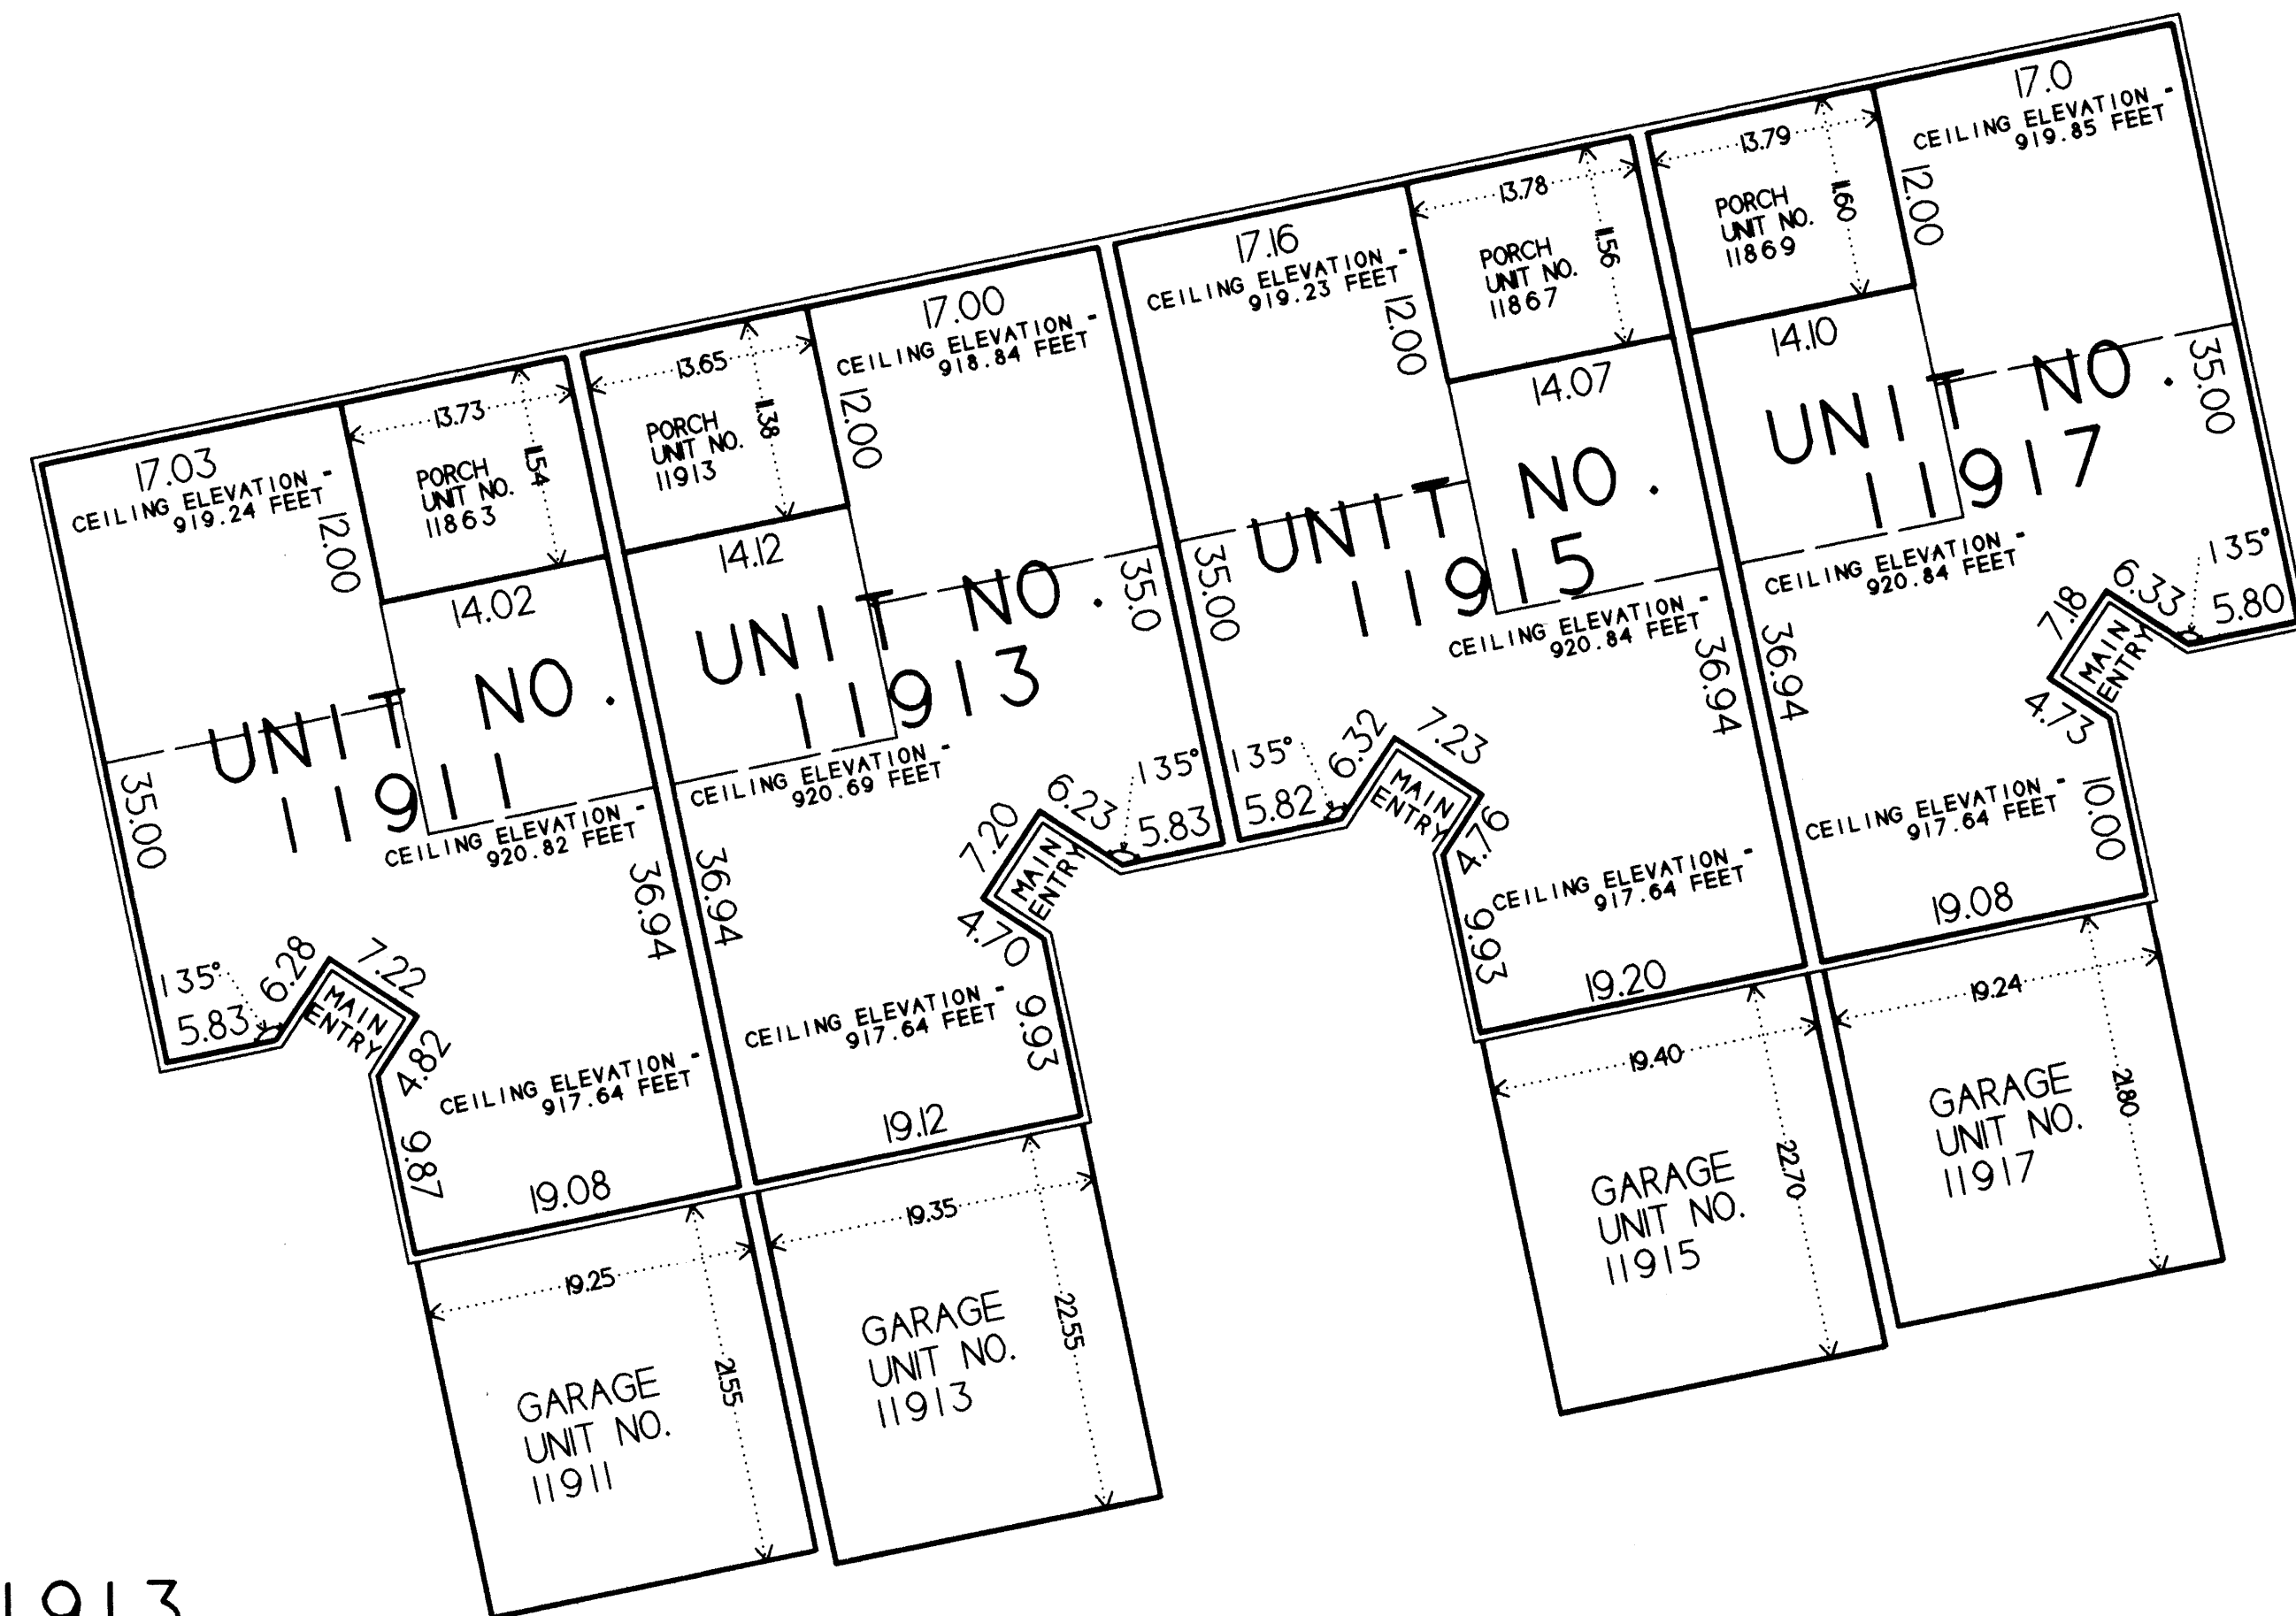 17.03
CEILING ELEVATION -
919.24 FEET
12.00
13.73
11.54
PORCH
UNIT NO.
11863
14.02
UNIT NO.
11911
35.00
CEILING ELEVATION -
920.82 FEET
36.94
135°
5.83
6.28
7.22
MAIN
ENTRY
4.82
CEILING ELEVATION -
917.64 FEET
9.87
19.08
19.25
21.55
GARAGE
UNIT NO.
11911
13.65
11.38
PORCH
UNIT NO.
11913
12.00
17.00
CEILING ELEVATION -
918.84 FEET
14.12
UNIT NO.
11913
35.0
CEILING ELEVATION -
920.69 FEET
36.94
135°
5.83
6.23
7.20
MAIN
ENTRY
4.70
CEILING ELEVATION -
917.64 FEET
9.93
19.12
19.35
22.55
GARAGE
UNIT NO.
11913
17.16
CEILING ELEVATION -
919.23 FEET
12.00
13.78
11.56
PORCH
UNIT NO.
11867
14.07
UNIT NO.
11915
35.00
CEILING ELEVATION -
920.84 FEET
36.94
135°
5.82
6.32
7.23
MAIN
ENTRY
4.76
CEILING ELEVATION -
917.64 FEET
9.93
19.20
19.40
22.70
GARAGE
UNIT NO.
11915
13.79
11.60
PORCH
UNIT NO.
11869
12.00
17.0
CEILING ELEVATION -
919.85 FEET
14.10
UNIT NO.
11917
35.00
CEILING ELEVATION -
920.84 FEET
36.94
135°
5.80
6.33
7.18
MAIN
ENTRY
4.73
CEILING ELEVATION -
917.64 FEET
10.00
19.08
19.24
21.80
GARAGE
UNIT NO.
11917
1913